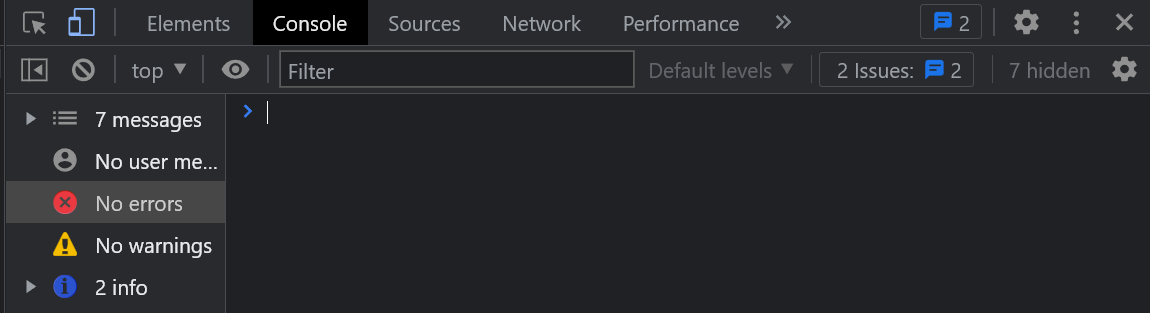 Elements Console Sources Network Performance 2
top Filter Default levels 2 Issues: 2 7 hidden
7 messages
No user me...
No errors
No warnings
2 info